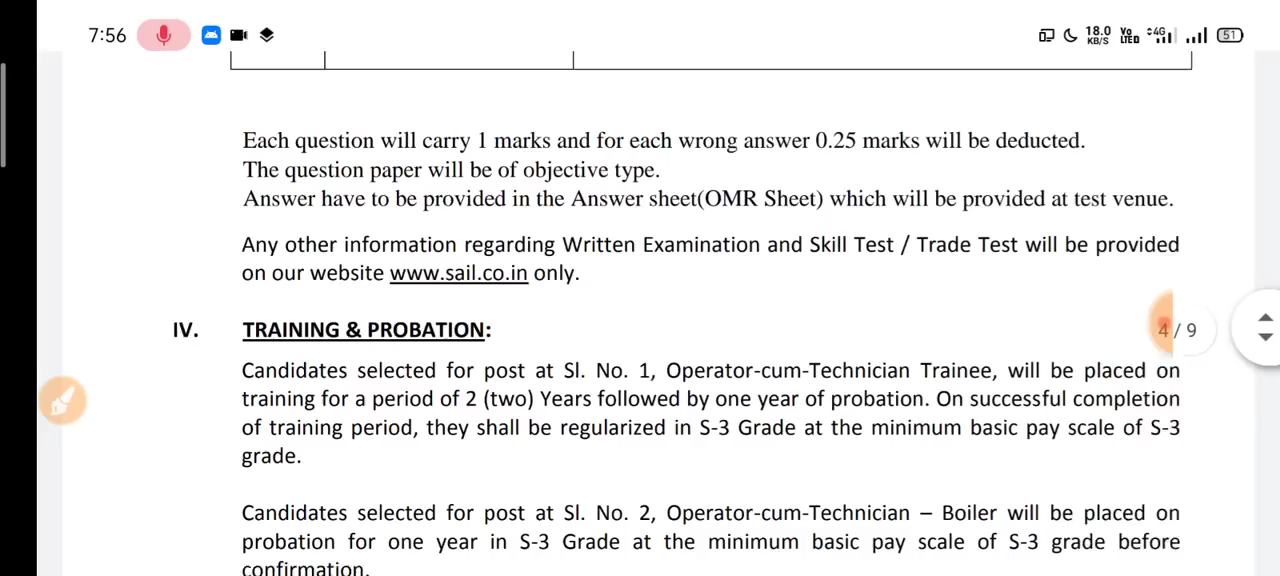 7:56
18.0 KB/S
Vo LTED
4G
51
Each question will carry 1 marks and for each wrong answer 0.25 marks will be deducted.
The question paper will be of objective type.
Answer have to be provided in the Answer sheet(OMR Sheet) which will be provided at test venue.
Any other information regarding Written Examination and Skill Test / Trade Test will be provided
on our website www.sail.co.in only.
IV. TRAINING & PROBATION:
4 / 9
Candidates selected for post at Sl. No. 1, Operator-cum-Technician Trainee, will be placed on
training for a period of 2 (two) Years followed by one year of probation. On successful completion
of training period, they shall be regularized in S-3 Grade at the minimum basic pay scale of S-3
grade.
Candidates selected for post at Sl. No. 2, Operator-cum-Technician – Boiler will be placed on
probation for one year in S-3 Grade at the minimum basic pay scale of S-3 grade before
confirmation.